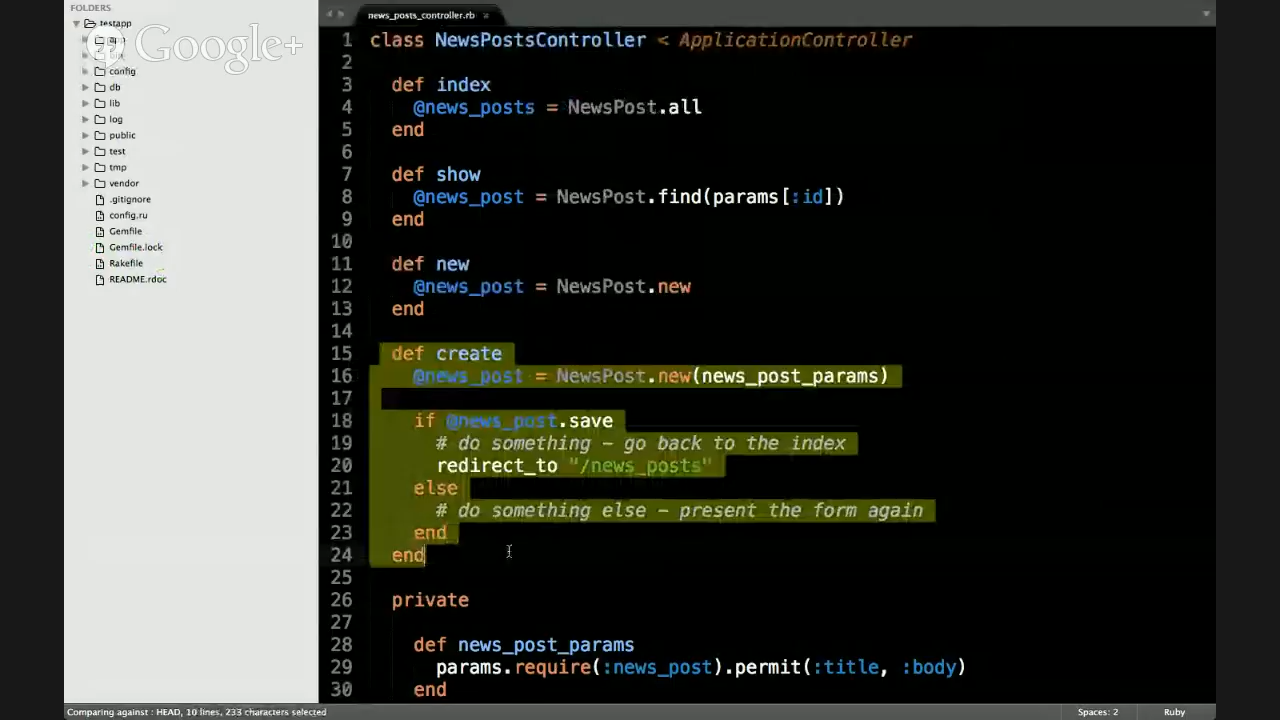 FOLDERS
testapp
app
config
db
lib
log
public
test
tmp
vendor
.gitignore
config.ru
Gemfile
Gemfile.lock
Rakefile
README.rdoc
Google+
news_posts_controller.rb ×
1 class NewsPostsController < ApplicationController
2
3 def index
4 @news_posts = NewsPost.all
5 end
6
7 def show
8 @news_post = NewsPost.find(params[:id])
9 end
10
11 def new
12 @news_post = NewsPost.new
13 end
14
15 def create
16 @news_post = NewsPost.new(news_post_params)
17
18 if @news_post.save
19 # do something – go back to the index
20 redirect_to "/news_posts"
21 else
22 # do something else – present the form again
23 end
24 end
25
26 private
27
28 def news_post_params
29 params.require(:news_post).permit(:title, :body)
30 end
Comparing against : HEAD, 10 lines, 233 characters selected
Spaces: 2
Ruby